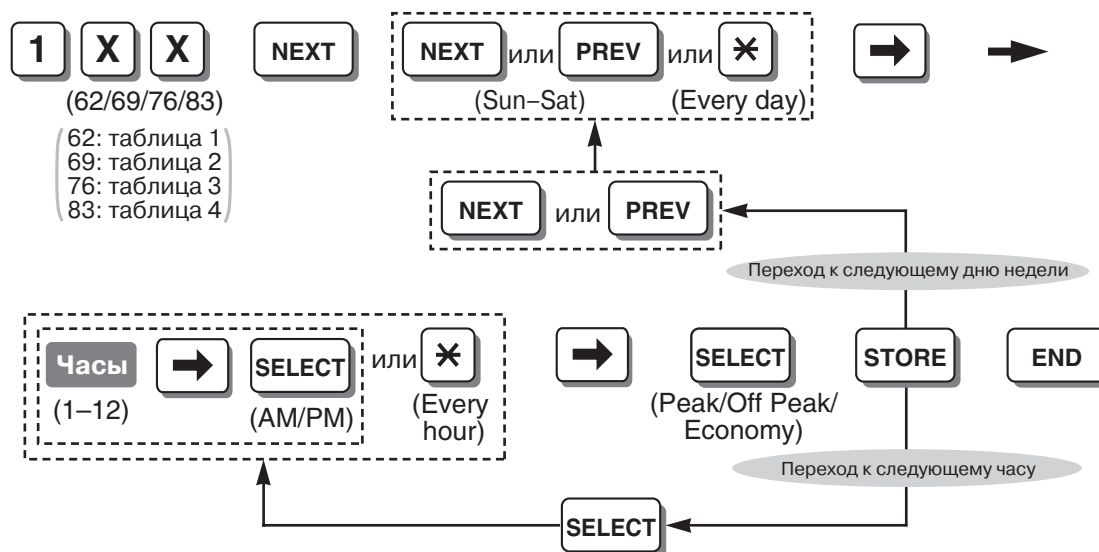 1 X X NEXT NEXT или PREV или ✕ ➡ ➡
(62/69/76/83) (Sun–Sat) (Every day)
62: таблица 1
69: таблица 2
76: таблица 3
83: таблица 4
NEXT или PREV
Переход к следующему дню недели
Часы ➡ SELECT или ✕ ➡ SELECT STORE END
(1–12) (AM/PM) (Every
hour)
(Peak/Off Peak/
Economy)
Переход к следующему часу
SELECT